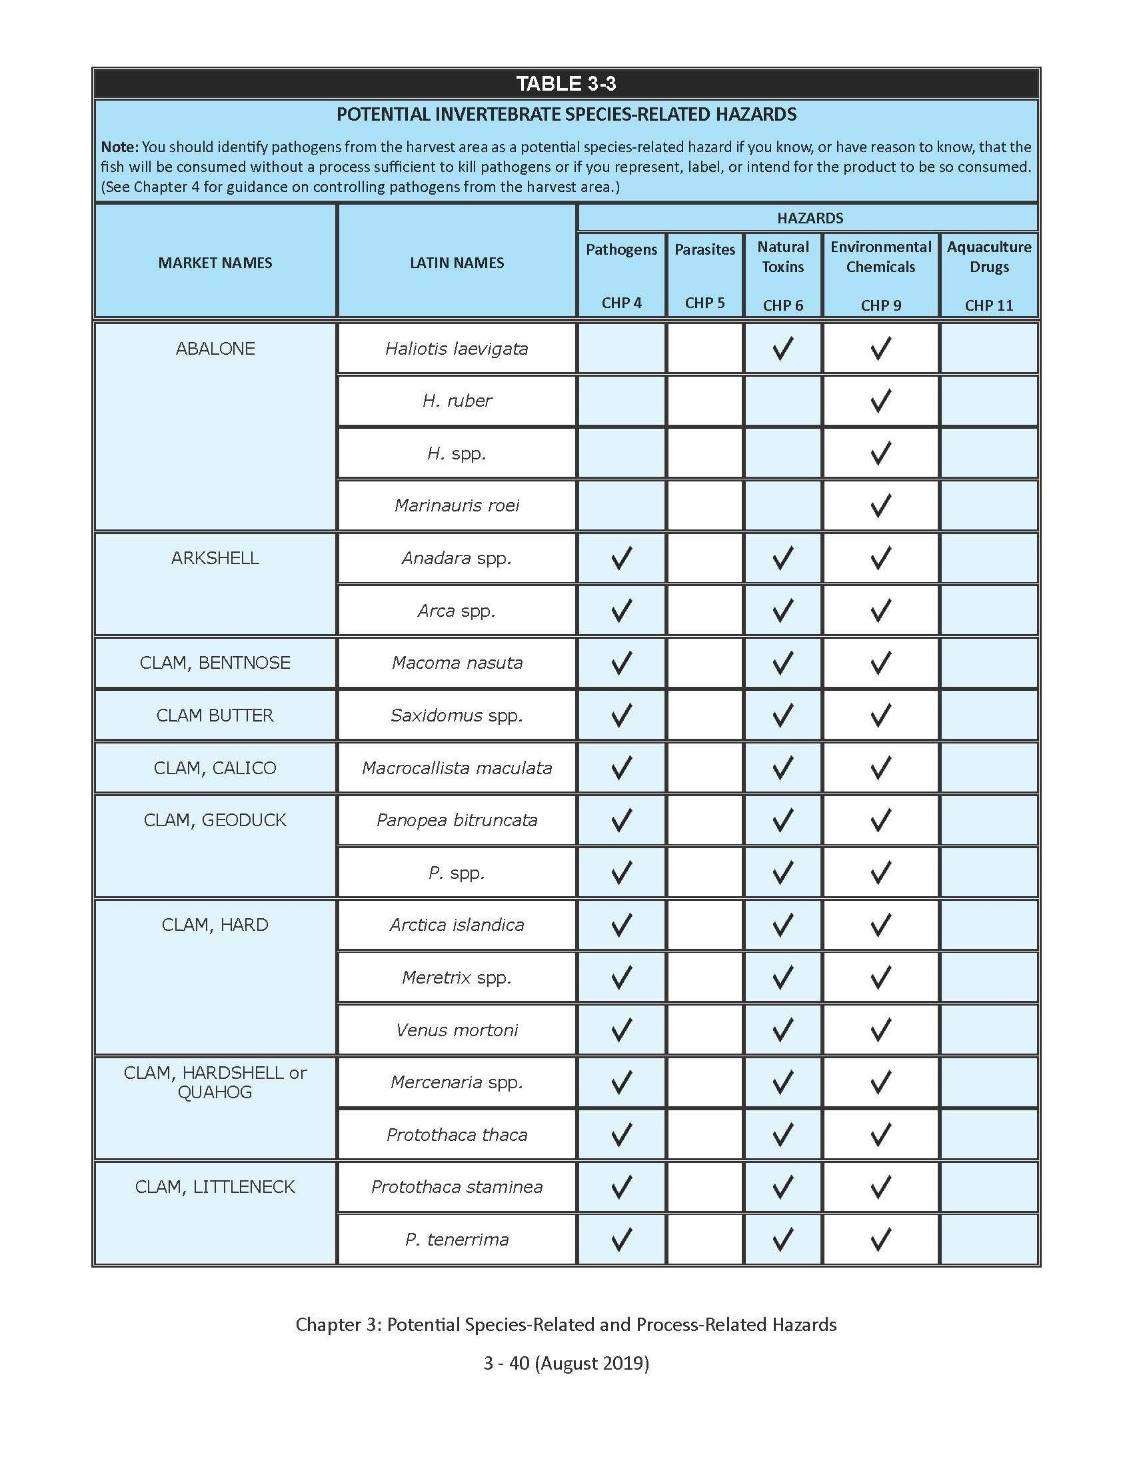 TABLE 3-3
POTENTIAL INVERTEBRATE SPECIES-RELATED HAZARDS
Note: You should identify pathogens from the harvest area as a potential species-related hazard if you know, or have reason to know, that the
fish will be consumed without a process sufficient to kill pathogens or if you represent, label, or intend for the product to be so consumed.
(See Chapter 4 for guidance on controlling pathogens from the harvest area.)
MARKET NAMES LATIN NAMES HAZARDS
Pathogens Parasites Natural Environmental Aquaculture
Toxins Chemicals Drugs
CHP 4 CHP 5 CHP 6 CHP 9 CHP 11
ABALONE Haliotis laevigata ✓ ✓
H. ruber ✓
H. spp. ✓
Marinauris roei ✓
ARKSHELL Anadara spp. ✓ ✓ ✓
Arca spp. ✓ ✓ ✓
CLAM, BENTNOSE Macoma nasuta ✓ ✓ ✓
CLAM BUTTER Saxidomus spp. ✓ ✓ ✓
CLAM, CALICO Macrocallista maculata ✓ ✓ ✓
CLAM, GEODUCK Panopea bitruncata ✓ ✓ ✓
P. spp. ✓ ✓ ✓
CLAM, HARD Arctica islandica ✓ ✓ ✓
Meretrix spp. ✓ ✓ ✓
Venus mortoni ✓ ✓ ✓
CLAM, HARDSHELL or
QUAHOG
Mercenaria spp. ✓ ✓ ✓
Protothaca thaca ✓ ✓ ✓
CLAM, LITTLENECK Protothaca staminea ✓ ✓ ✓
P. tenerrima ✓ ✓ ✓
Chapter 3: Potential Species-Related and Process-Related Hazards
3 - 40 (August 2019)